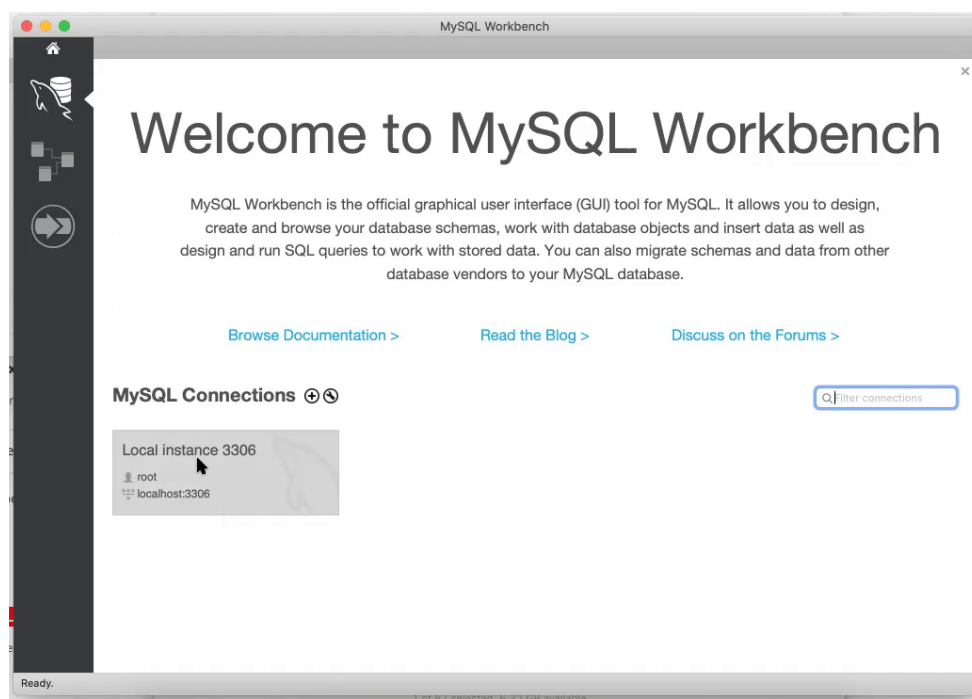 MySQL Workbench
Welcome to MySQL Workbench
MySQL Workbench is the official graphical user interface (GUI) tool for MySQL. It allows you to design,
create and browse your database schemas, work with database objects and insert data as well as
design and run SQL queries to work with stored data. You can also migrate schemas and data from other
database vendors to your MySQL database.
Browse Documentation >
Read the Blog >
Discuss on the Forums >
MySQL Connections
Filter connections
Local instance 3306
root
localhost:3306
Ready.